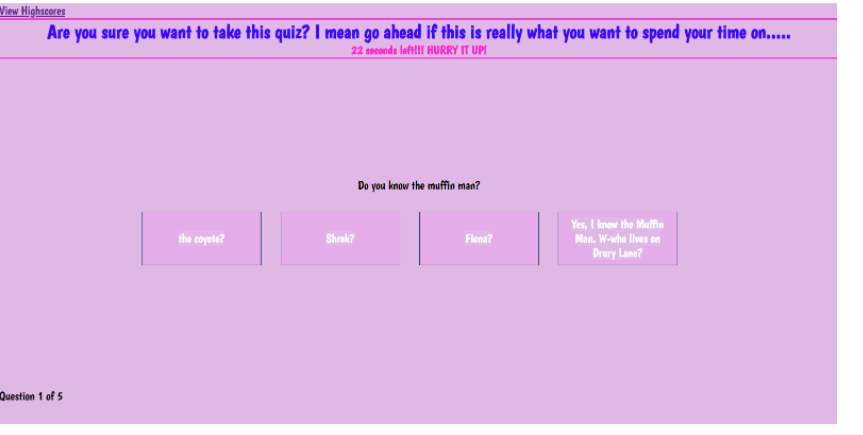 View Highscores
Are you sure you want to take this quiz? I mean go ahead if this is really what you want to spend your time on.....
22 seconds left!!! HURRY IT UP!
Do you know the muffin man?
the coyote?
Shrek?
Fiona?
Yes, I know the Muffin
Man. W-who lives on
Drury Lane?
Question 1 of 5